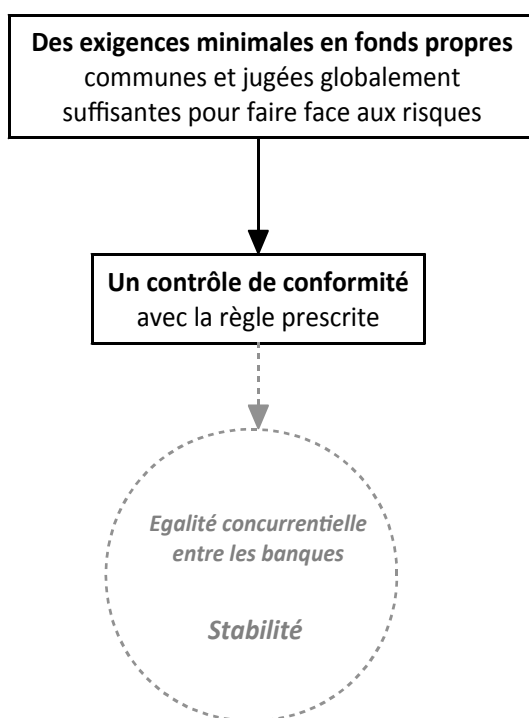 Des exigences minimales en fonds propres
communes et jugées globalement
suffisantes pour faire face aux risques
Un contrôle de conformité
avec la règle prescrite
Egalité concurrentielle
entre les banques
Stabilité